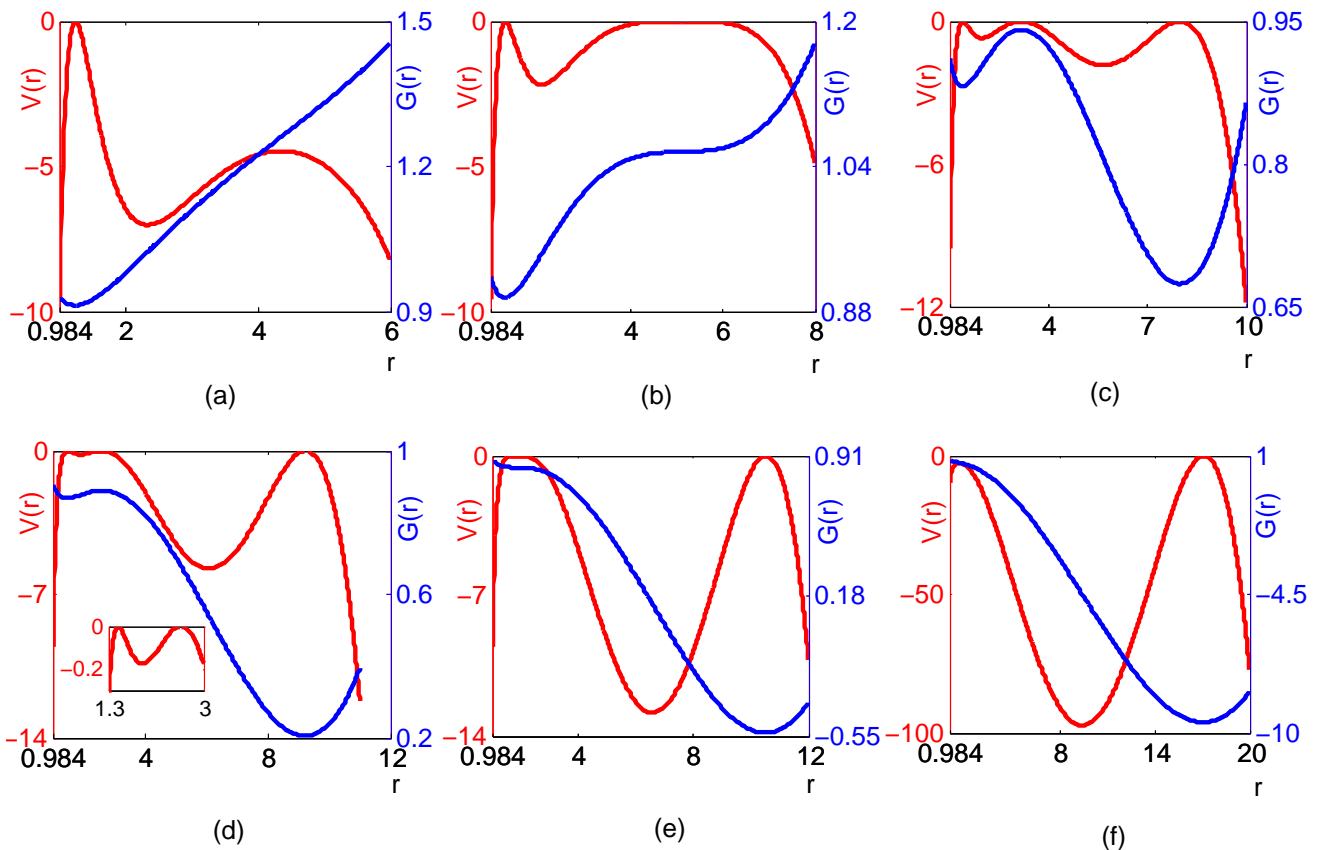 0 1.5 0 1.2 0 0.95
V(r) G(r) V(r) G(r) V(r) G(r)
−5 1.2 −5 1.04 −6 0.8
−10 0.9 −10 0.88 −12 0.65
0.984 2 4 6 0.984 4 6 8 0.984 4 7 10
r r r
(a) (b) (c)
0 1 0 0.91 0 1
V(r) G(r) V(r) G(r) V(r) G(r)
−7 0.6 −7 0.18 −50 −4.5
0
−0.2
1.3 3
−14 0.2 −14 −0.55 −100 −10
0.984 4 8 12 0.984 4 8 12 0.984 8 14 20
r r r
(d) (e) (f)